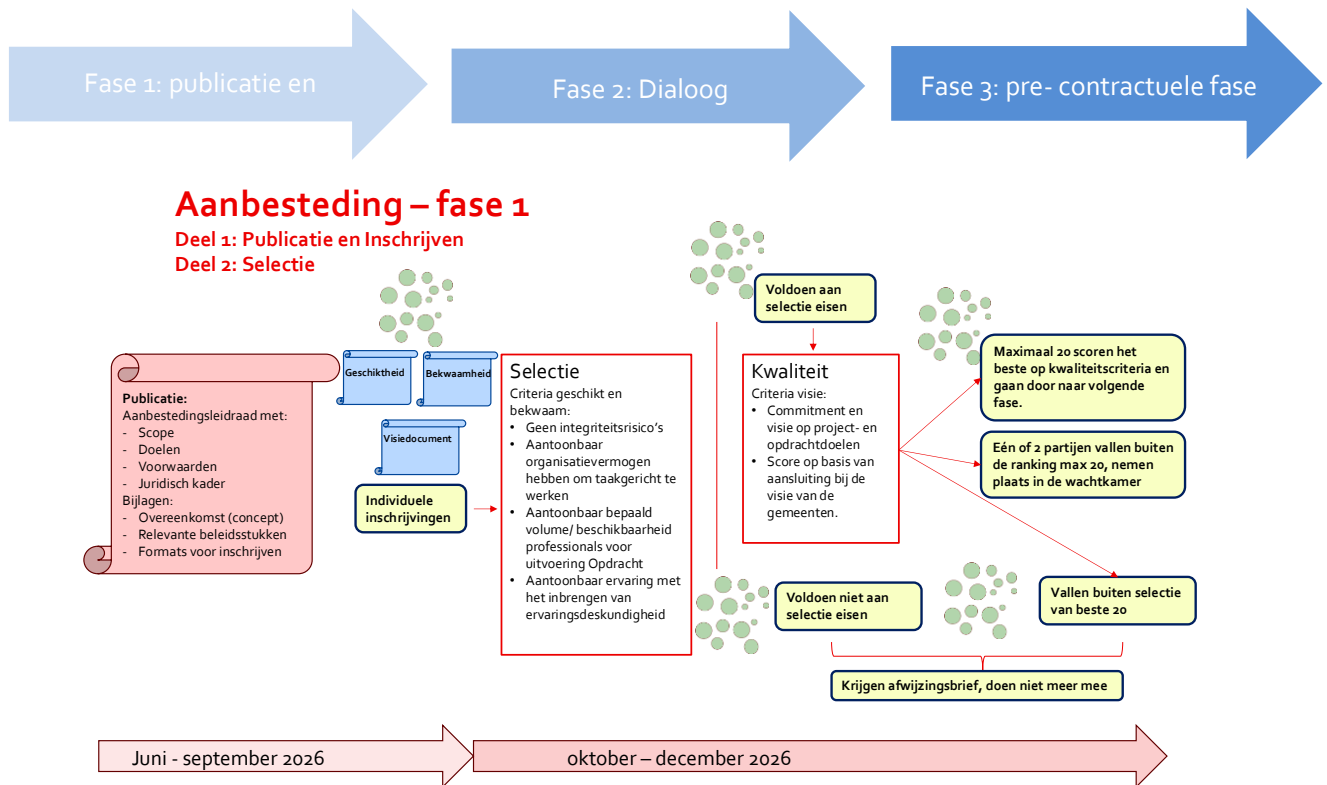 Fase 1: publicatie en
Fase 2: Dialoog
Fase 3: pre- contractuele fase
Aanbesteding – fase 1
Deel 1: Publicatie en Inschrijven
Deel 2: Selectie
Publicatie:
Aanbestedingsleidraad met:
- Scope
- Doelen
- Voorwaarden
- Juridisch kader
Bijlagen:
- Overeenkomst (concept)
- Relevante beleidsstukken
- Formats voor inschrijven
Geschiktheid
Bekwaamheid
Visiedocument
Individuele
inschrijvingen
Selectie
Criteria geschikt en
bekwaam:
• Geen integriteitsrisico’s
• Aantoonbaar
organisatievermogen
hebben om taakgericht te
werken
• Aantoonbaar bepaald
volume/ beschikbaarheid
professionals voor
uitvoering Opdracht
• Aantoonbaar ervaring met
het inbrengen van
ervaringsdeskundigheid
Voldoen aan
selectie eisen
Kwaliteit
Criteria visie:
• Commitment en
visie op project- en
opdrachtdoelen
• Score op basis van
aansluiting bij de
visie van de
gemeenten.
Maximaal 20 scoren het
beste op kwaliteitscriteria en
gaan door naar volgende
fase.
Eén of 2 partijen vallen buiten
de ranking max 20, nemen
plaats in de wachtkamer
Voldoen niet aan
selectie eisen
Vallen buiten selectie
van beste 20
Krijgen afwijzingsbrief, doen niet meer mee
Juni - september 2026
oktober – december 2026